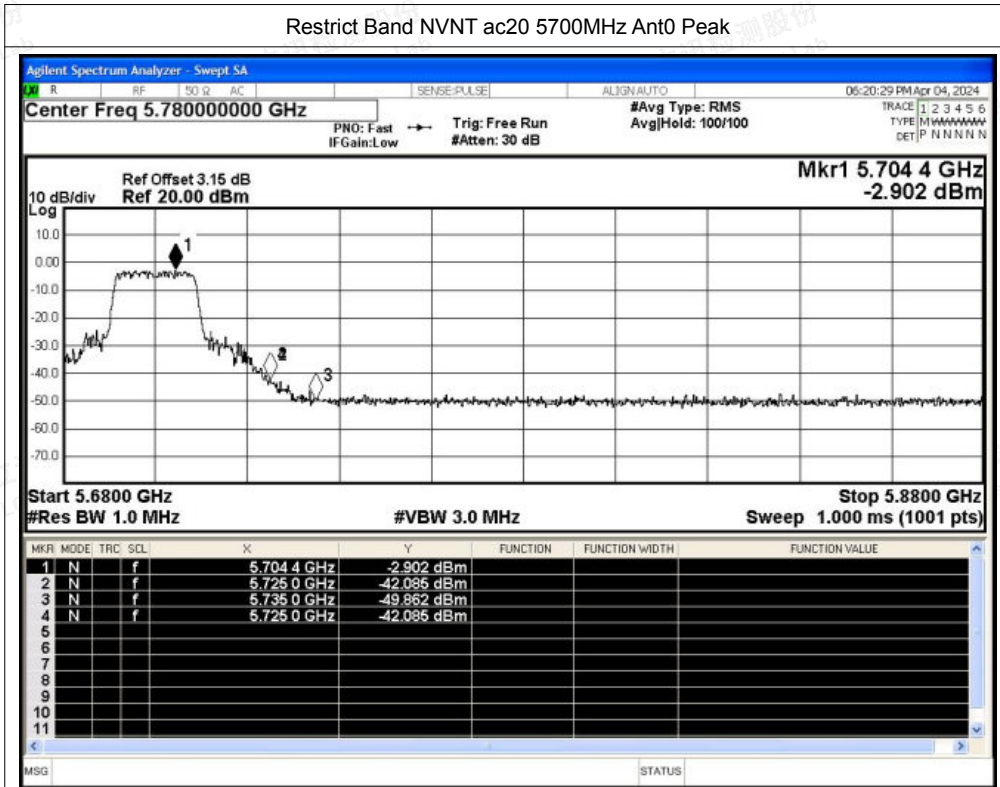 Restrict Band NVNT ac20 5700MHz Ant0 Peak
Agilent Spectrum Analyzer - Swept SA
R RF 50 Ω AC SENSE:PULSE ALIGN AUTO 06:20:29 PM Apr 04, 2024
Center Freq 5.780000000 GHz #Avg Type: RMS TRACE 1 2 3 4 5 6
PNO: Fast Trig: Free Run Avg|Hold: 100/100 TYPE M WWWWW
IFGain:Low #Atten: 30 dB DET P N N N N N
Mkr1 5.704 4 GHz
Ref Offset 3.15 dB
10 dB/div Ref 20.00 dBm -2.902 dBm
Log
10.0
1
0.00
-10.0
-20.0
-30.0
-40.0
3
-50.0
-60.0
-70.0
Start 5.6800 GHz Stop 5.8800 GHz
#Res BW 1.0 MHz #VBW 3.0 MHz Sweep 1.000 ms (1001 pts)
MKR MODE TRC SCL X Y FUNCTION FUNCTION WIDTH FUNCTION VALUE
1 N f 5.704 4 GHz -2.902 dBm
2 N f 5.725 0 GHz -42.085 dBm
3 N f 5.735 0 GHz -49.862 dBm
4 N f 5.725 0 GHz -42.085 dBm
5
6
7
8
9
10
11
MSG STATUS